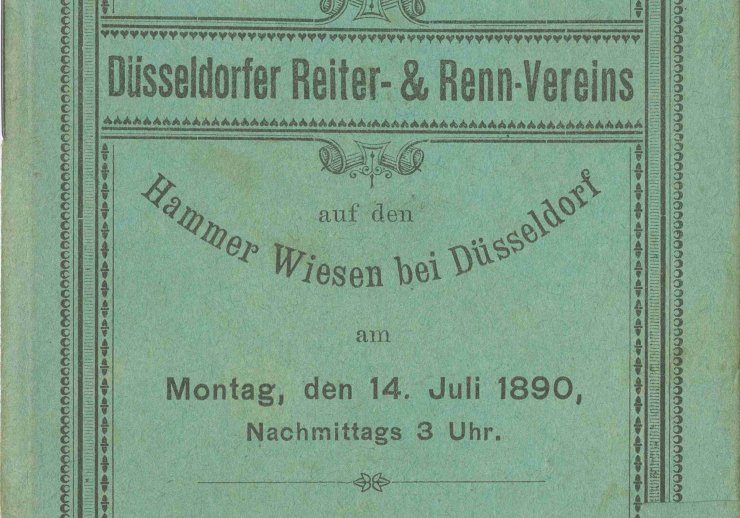 Düsseldorfer Reiter- & Renn-Vereins
auf den
Hammer Wiesen bei Düsseldorf
am
Montag, den 14. Juli 1890,
Nachmittags 3 Uhr.